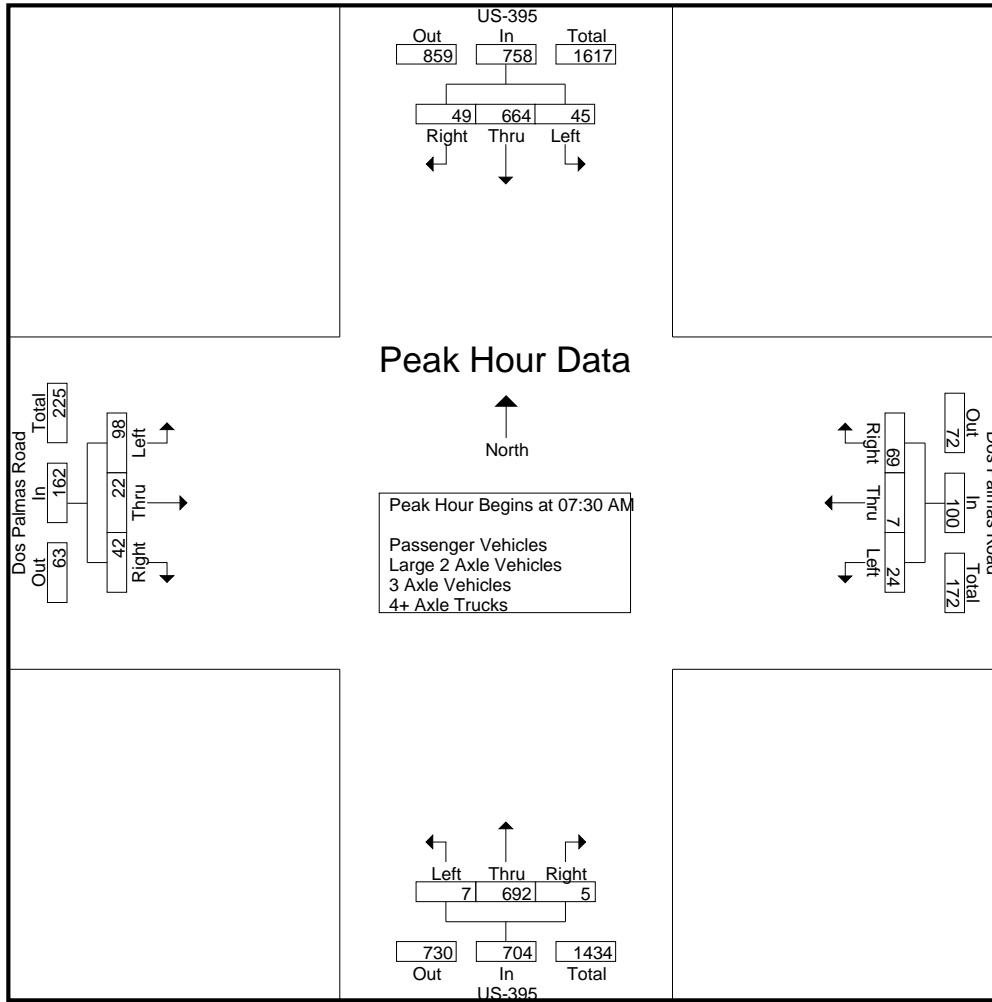 US-395
Out In Total
859 758 1617
49 664 45
Right Thru Left
Peak Hour Data
North
Peak Hour Begins at 07:30 AM
Passenger Vehicles
Large 2 Axle Vehicles
3 Axle Vehicles
4+ Axle Trucks
Dos Palmas Road
Out In Total
63 162 225
98 22 42
Left Thru Right
Dos Palmas Road
Out In Total
72 100 172
69 7 24
Right Thru Left
Left Thru Right
7 692 5
730 704 1434
Out In Total
US-395